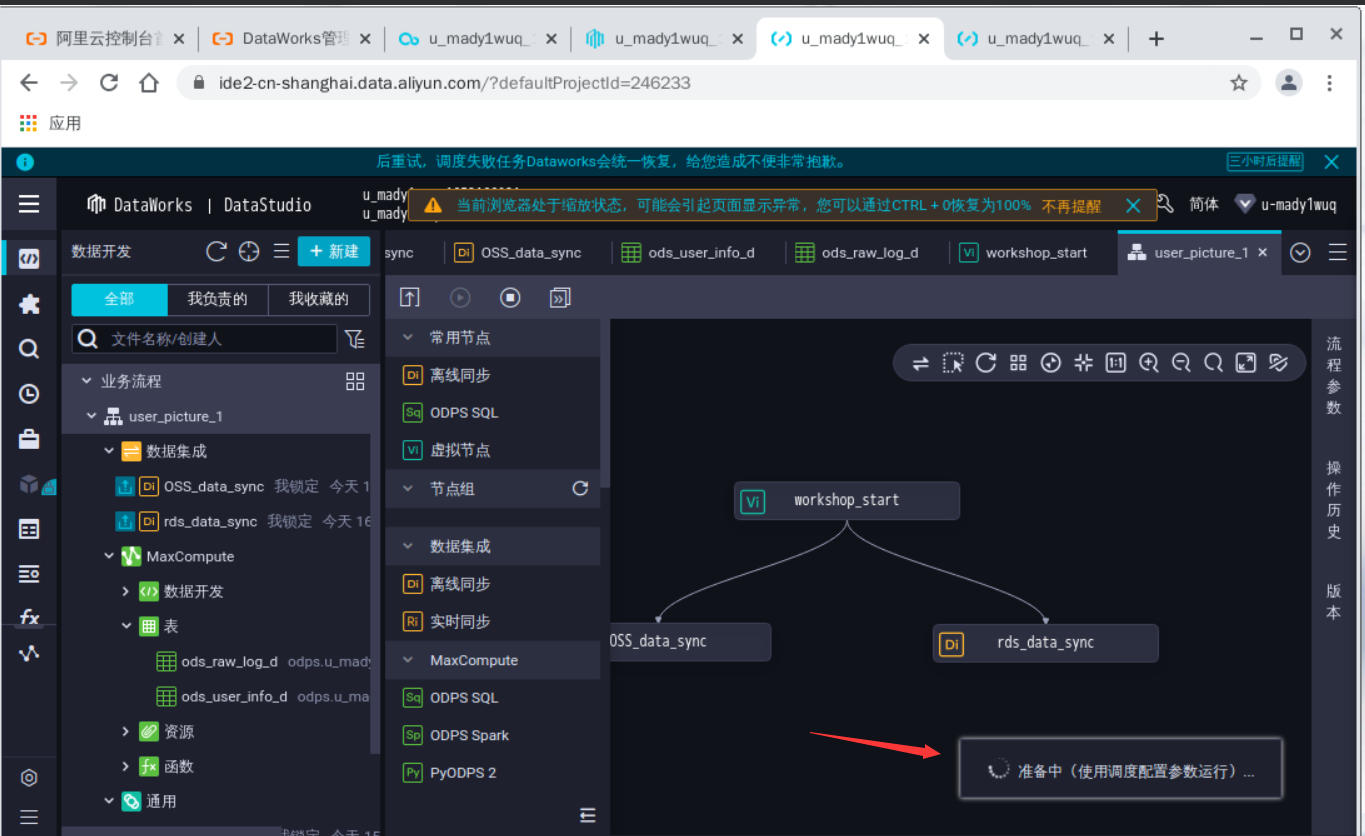 阿里云控制台首
DataWorks管理
u_mady1wuq_
u_mady1wuq_
u_mady1wuq_
u_mady1wuq_
ide2-cn-shanghai.data.aliyun.com/?defaultProjectId=246233
应用
后重试，调度失败任务Dataworks会统一恢复，给您造成不便非常抱歉。
三小时后提醒
DataWorks | DataStudio
u_mady
u_mady
当前浏览器处于缩放状态，可能会引起页面显示异常，您可以通过CTRL + 0恢复为100% 不再提醒
简体
u-mady1wuq
数据开发
新建
sync
Di OSS_data_sync
ods_user_info_d
ods_raw_log_d
Vi workshop_start
user_picture_1
全部
我负责的
我收藏的
文件名称/创建人
业务流程
user_picture_1
数据集成
Di OSS_data_sync 我锁定 今天 1
Di rds_data_sync 我锁定 今天 16
MaxCompute
数据开发
表
ods_raw_log_d odps.u_mady
ods_user_info_d odps.u_ma
资源
fx 函数
通用
我锁定 今天 15
fx
常用节点
Di 离线同步
Sq ODPS SQL
Vi 虚拟节点
节点组
数据集成
Di 离线同步
Ri 实时同步
MaxCompute
Sq ODPS SQL
Sp ODPS Spark
Py PyODPS 2
1:1
Vi workshop_start
OSS_data_sync
Di rds_data_sync
准备中（使用调度配置参数运行）...
流程参数
操作历史
版本